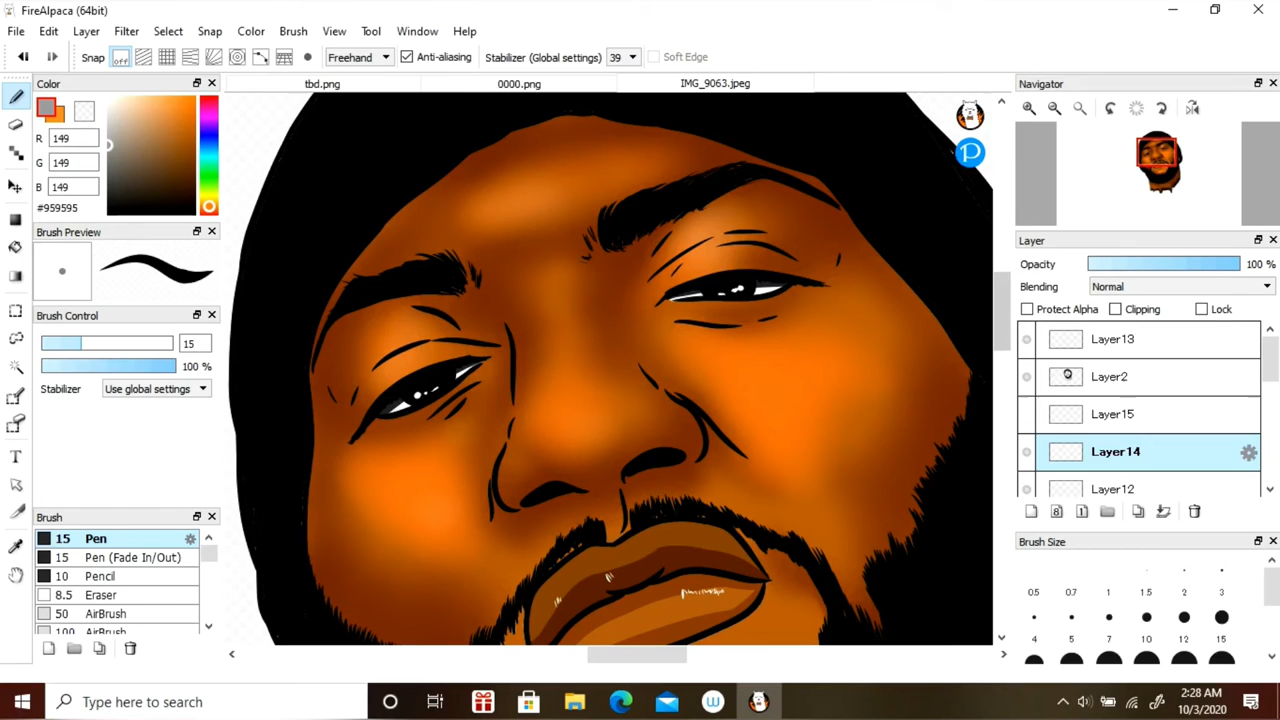 FireAlpaca (64bit)
File Edit Layer Filter Select Snap Color Brush View Tool Window Help
Snap off Freehand Anti-aliasing Stabilizer (Global settings) 39 Soft Edge
Color
R 149
G 149
B 149
#959595
Brush Preview
Brush Control
15
100 %
Stabilizer Use global settings
Brush
15 Pen
15 Pen (Fade In/Out)
10 Pencil
8.5 Eraser
50 AirBrush
100 AirBrush
tbd.png 0000.png IMG_9063.jpeg
P
Navigator
Layer
Opacity 100 %
Blending Normal
Protect Alpha Clipping Lock
Layer13
Layer2
Layer15
Layer14
Layer12
8 1
Brush Size
0.5 0.7 1 1.5 2 3
4 5 7 10 12 15
Type here to search
W
2:28 AM
10/3/2020